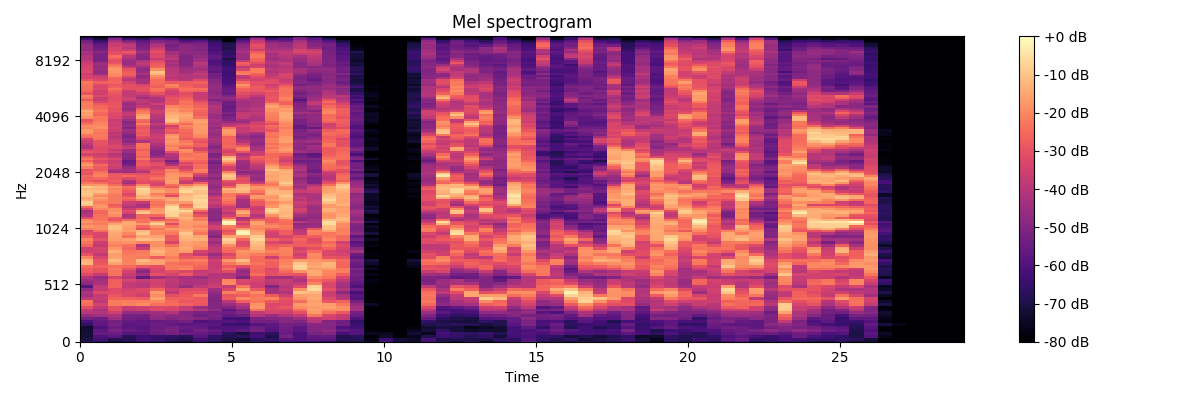 Mel spectrogram
Hz
8192
4096
2048
1024
512
0
0 5 10 15 20 25
Time
+0 dB
-10 dB
-20 dB
-30 dB
-40 dB
-50 dB
-60 dB
-70 dB
-80 dB